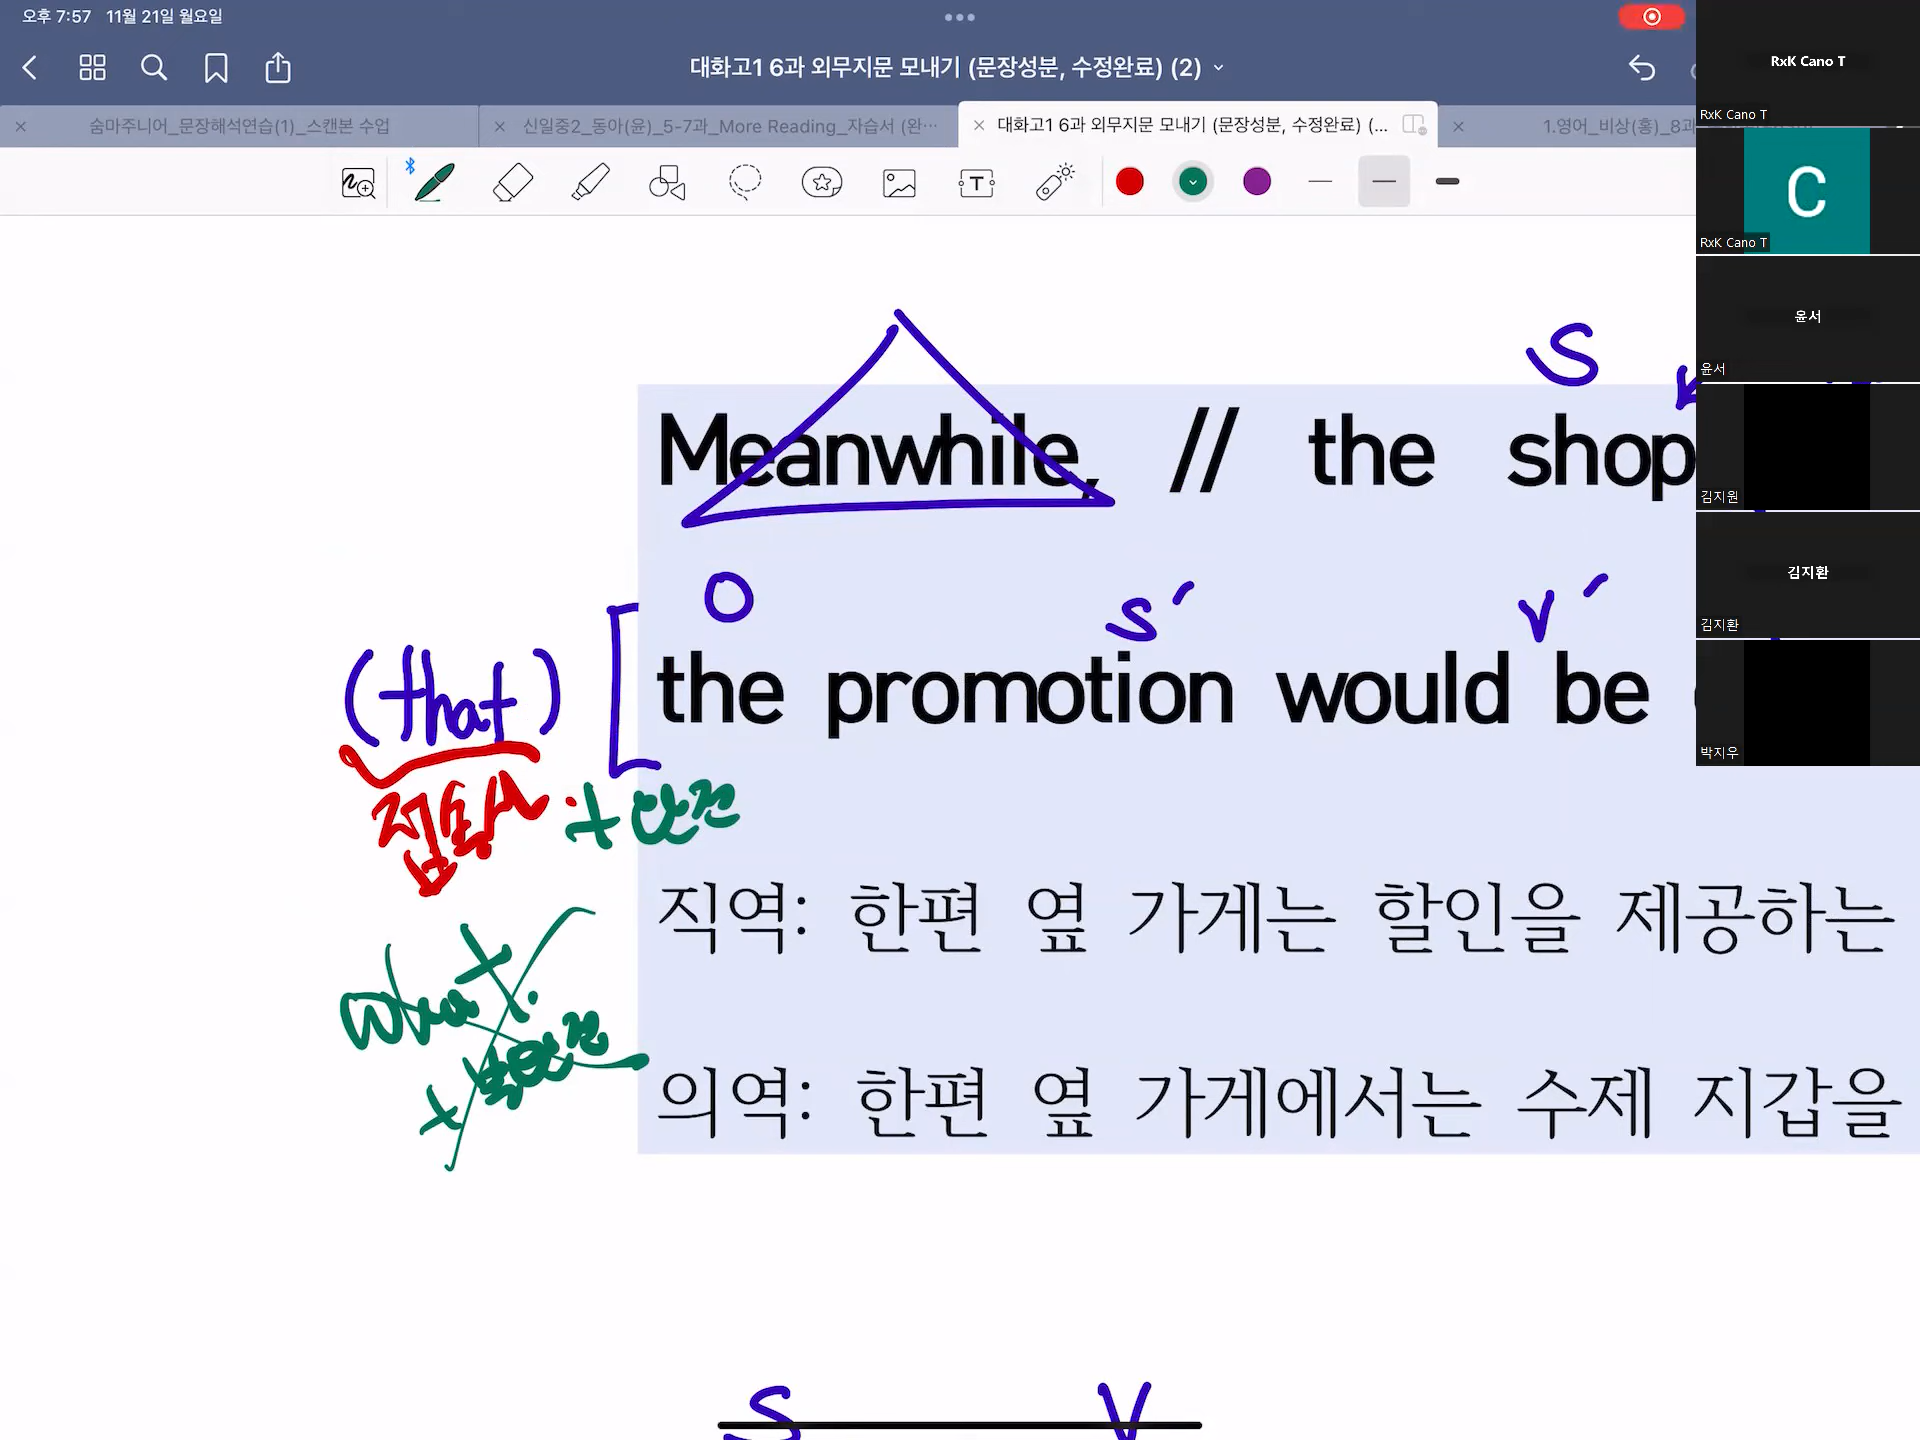 오후 7:57 11월 21일 월요일
대화고1 6과 외무지문 모내기 (문장성분, 수정완료) (2)
숨마주니어_문장해석연습(1)_스캔본 수업
신일중2_동아(윤)_5-7과_More Reading_자습서 (완…
대화고1 6과 외무지문 모내기 (문장성분, 수정완료) (...
1.영어_비상(홍)_8과
T
RxK Cano T
RxK Cano T
C
RxK Cano T
윤서
윤서
김지원
김지환
김지환
박지우
S
Meanwhile, // the shop
O S′ V′
(that) the promotion would be
접속사 + 완전
직역: 한편 옆 가게는 할인을 제공하는
what
+ 불완전
의역: 한편 옆 가게에서는 수제 지갑을
S V